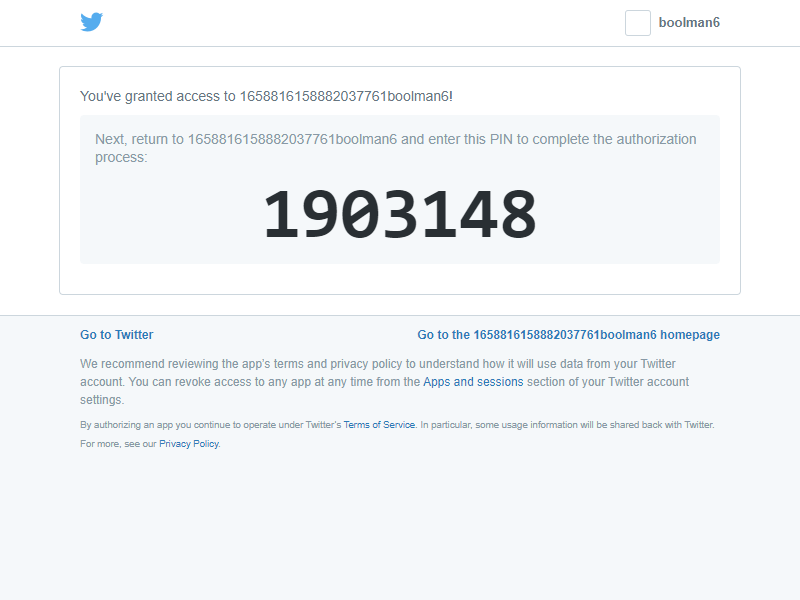 boolman6
You've granted access to 1658816158882037761boolman6!
Next, return to 1658816158882037761boolman6 and enter this PIN to complete the authorization
process:
1903148
Go to Twitter
Go to the 1658816158882037761boolman6 homepage
We recommend reviewing the app's terms and privacy policy to understand how it will use data from your Twitter
account. You can revoke access to any app at any time from the Apps and sessions section of your Twitter account
settings.
By authorizing an app you continue to operate under Twitter's Terms of Service. In particular, some usage information will be shared back with Twitter.
For more, see our Privacy Policy.